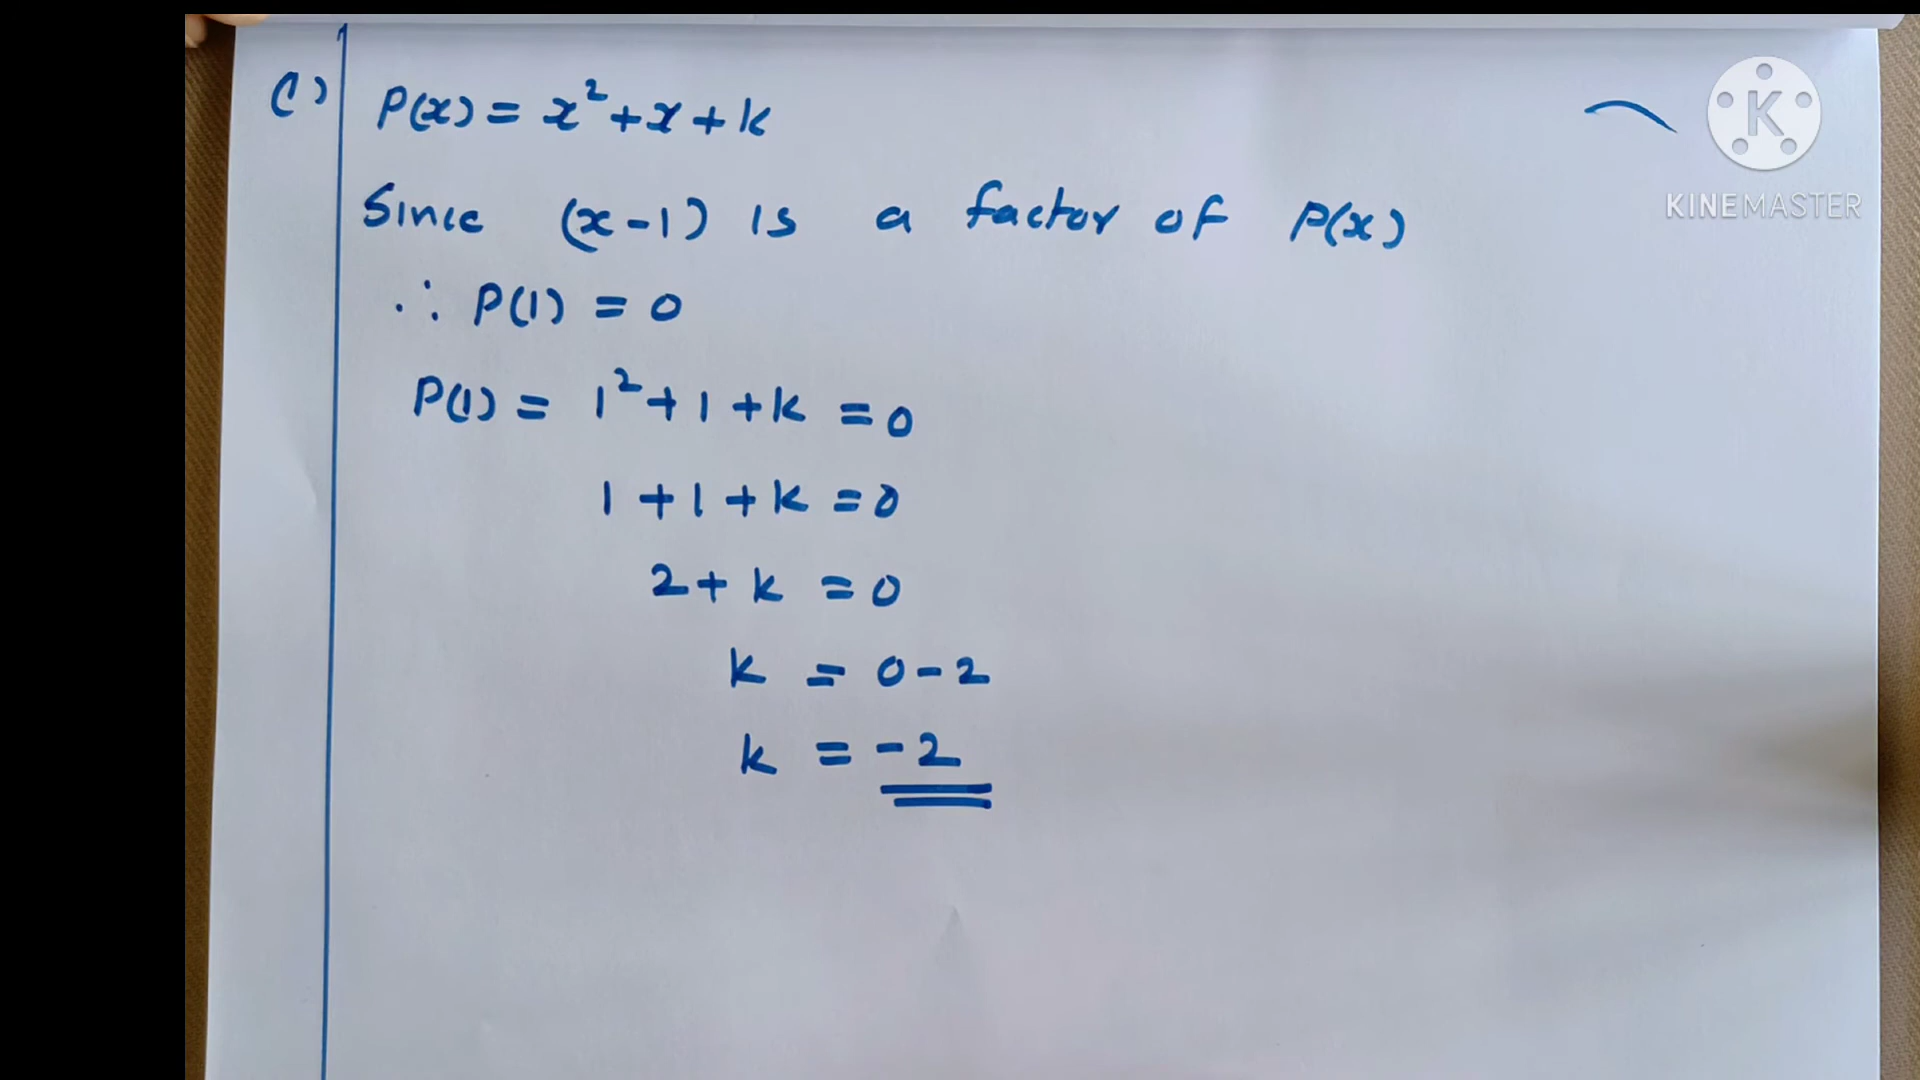 (1) P(x) = x² + x + k
Since (x-1) is a factor of P(x)
∴ P(1) = 0
P(1) = 1² + 1 + k = 0
1 + 1 + k = 0
2 + k = 0
k = 0 - 2
k = -2
K
KINEMASTER